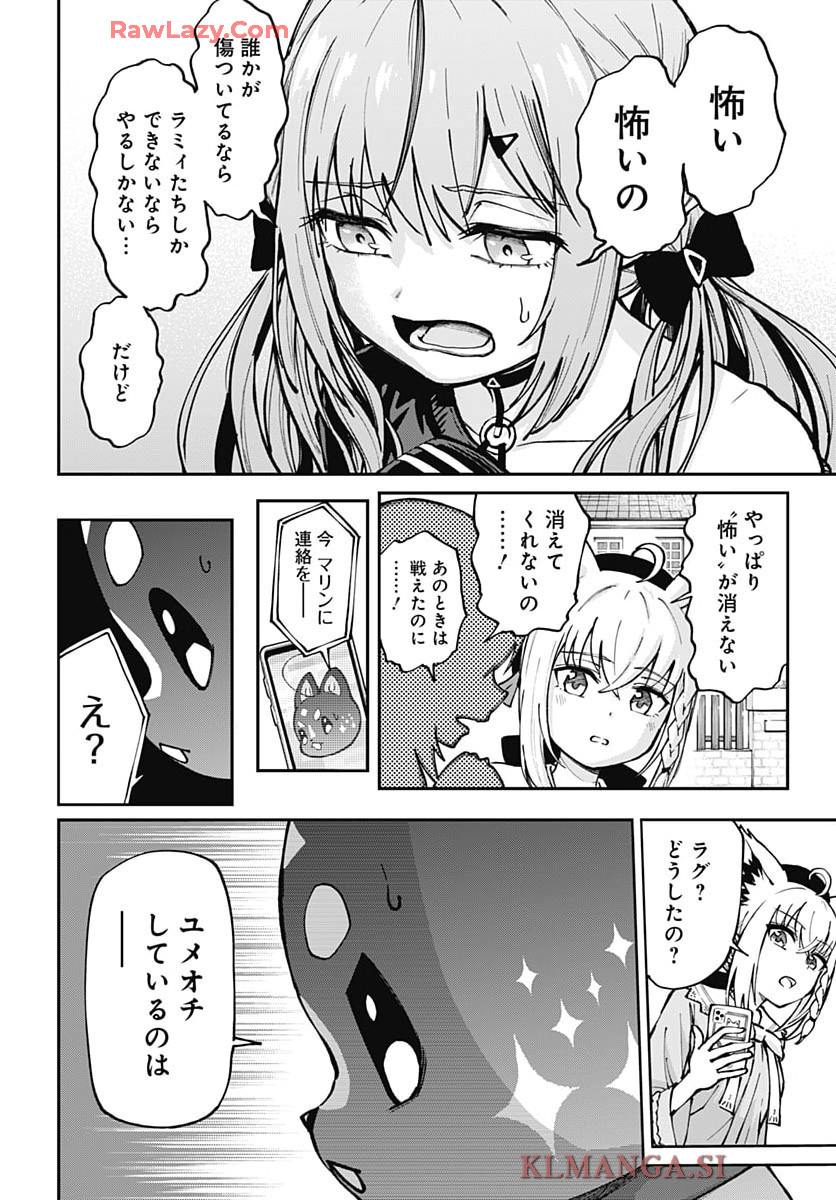 RawLazy.Com
怖い
怖いの
誰かが
傷ついてるなら
ラミィたちしか
できないなら
やるしかない…
だけど
やっぱり
〝怖い〟が消えない
消えて
くれないの
……！
あのときは
戦えたのに
……！
今 マリンに
連絡を──
え？
ラグ？
どうしたの？
ユメオチ
しているのは
──
KLMANGA.SI